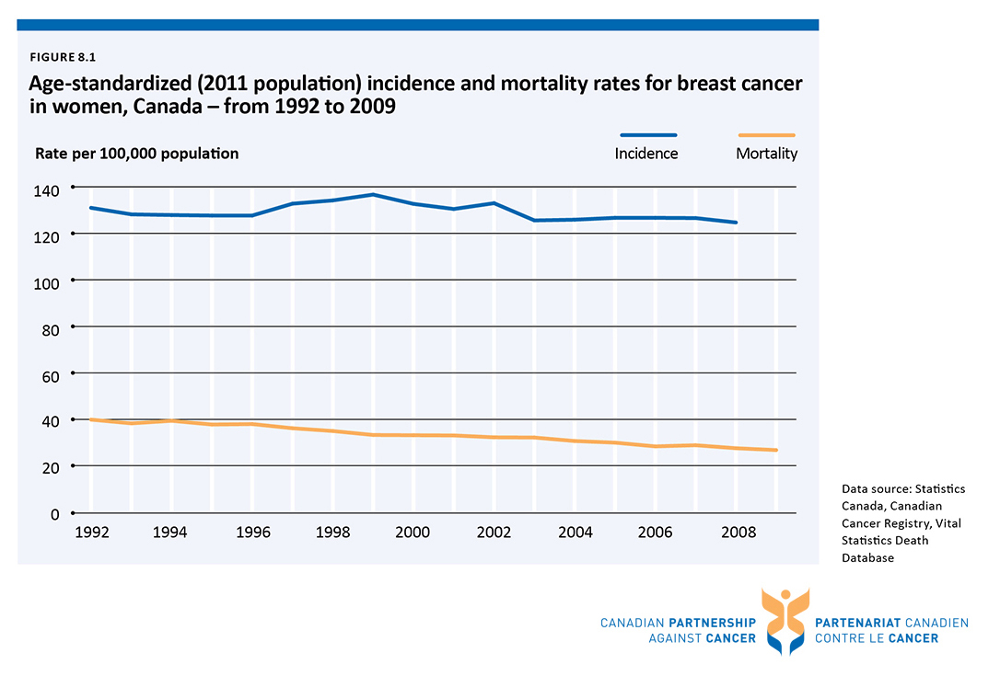 FIGURE 8.1
Age-standardized (2011 population) incidence and mortality rates for breast cancer
in women, Canada – from 1992 to 2009
Rate per 100,000 population
Incidence
Mortality
140
120
100
80
60
40
20
0
1992 1994 1996 1998 2000 2002 2004 2006 2008
Data source: Statistics
Canada, Canadian
Cancer Registry, Vital
Statistics Death
Database
CANADIAN PARTNERSHIP
AGAINST CANCER
PARTENARIAT CANADIEN
CONTRE LE CANCER